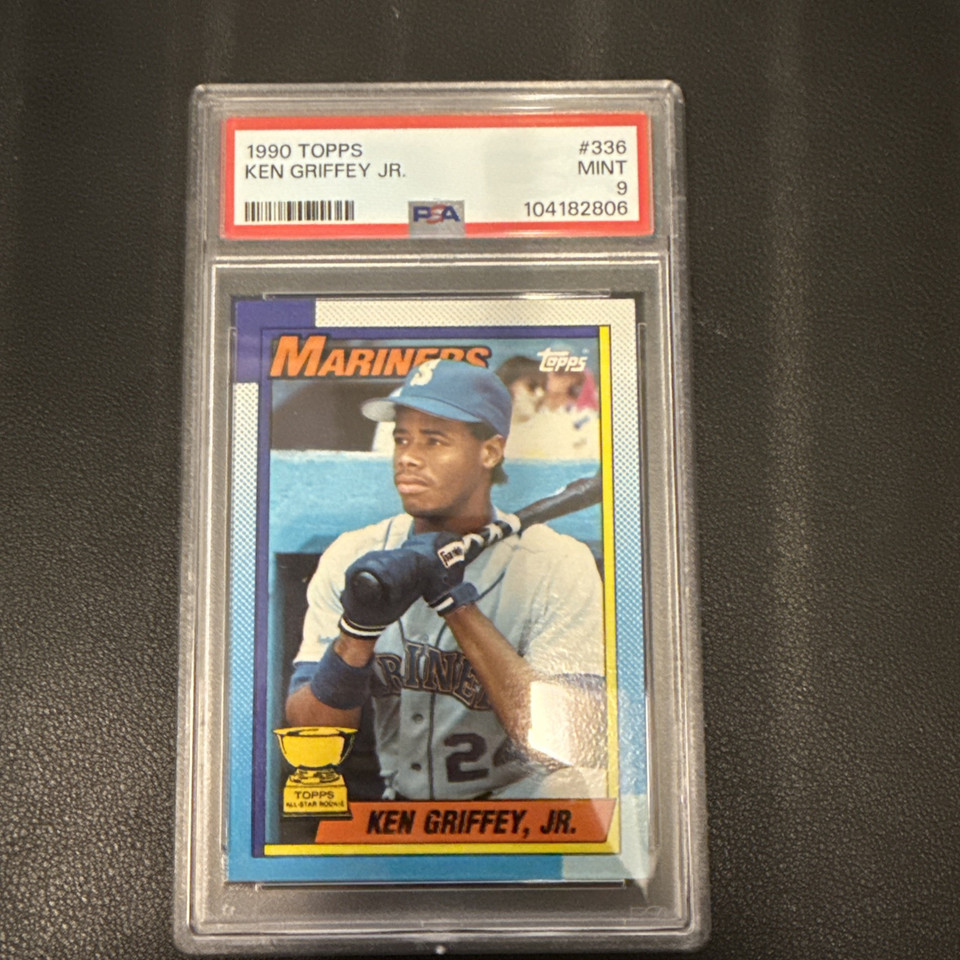 1990 TOPPS #336
KEN GRIFFEY JR. MINT
9
PSA 104182806
MARINERS
topps
S
24
TOPPS
ALL-STAR ROOKIE
KEN GRIFFEY, JR.